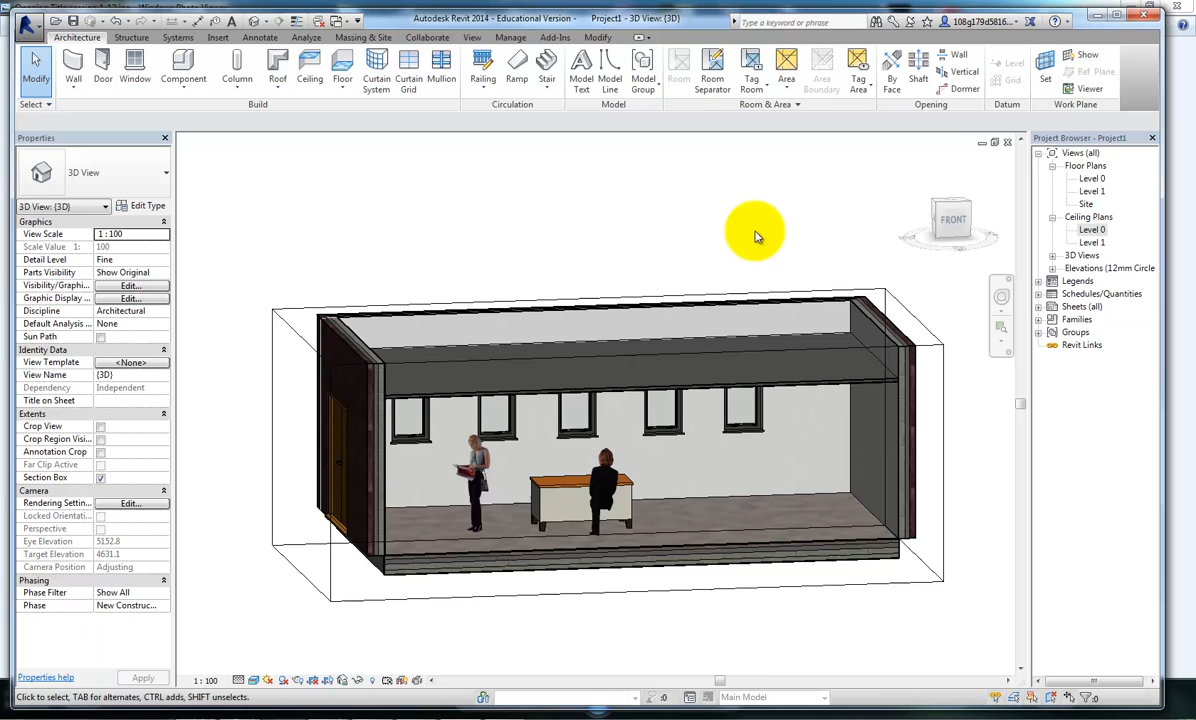 Autodesk Revit 2014 - Educational Version - Project1 - 3D View: {3D}
Type a keyword or phrase
108g179d5816...
Architecture Structure Systems Insert Annotate Analyze Massing & Site Collaborate View Manage Add-Ins Modify
Modify Wall Door Window Component Column Roof Ceiling Floor Curtain System Curtain Grid Mullion Railing Ramp Stair Model Text Model Line Model Group Room Room Separator Tag Room Area Area Boundary Tag Area By Face Shaft Wall Vertical Dormer Level Grid Set Show Ref Plane Viewer
Select Build Circulation Model Room & Area Opening Datum Work Plane
Properties
3D View
3D View: {3D} Edit Type
Graphics
View Scale 1 : 100
Scale Value 1: 100
Detail Level Fine
Parts Visibility Show Original
Visibility/Grap... Edit...
Graphic Display ... Edit...
Discipline Architectural
Default Analysis ... None
Sun Path
Identity Data
View Template <None>
View Name {3D}
Dependency Independent
Title on Sheet
Extents
Crop View
Crop Region Visi...
Annotation Crop
Far Clip Active
Section Box
Camera
Rendering Settin... Edit...
Locked Orientati...
Perspective
Eye Elevation 5152.8
Target Elevation 4631.1
Camera Position Adjusting
Phasing
Phase Filter Show All
Phase New Construc...
Properties help Apply
FRONT
Project Browser - Project1
Views (all)
Floor Plans
Level 0
Level 1
Site
Ceiling Plans
Level 0
Level 1
3D Views
Elevations (12mm Circle
Legends
Schedules/Quantities
Sheets (all)
Families
Groups
Revit Links
1 : 100
Click to select, TAB for alternates, CTRL adds, SHIFT unselects.
:0
Main Model
:0